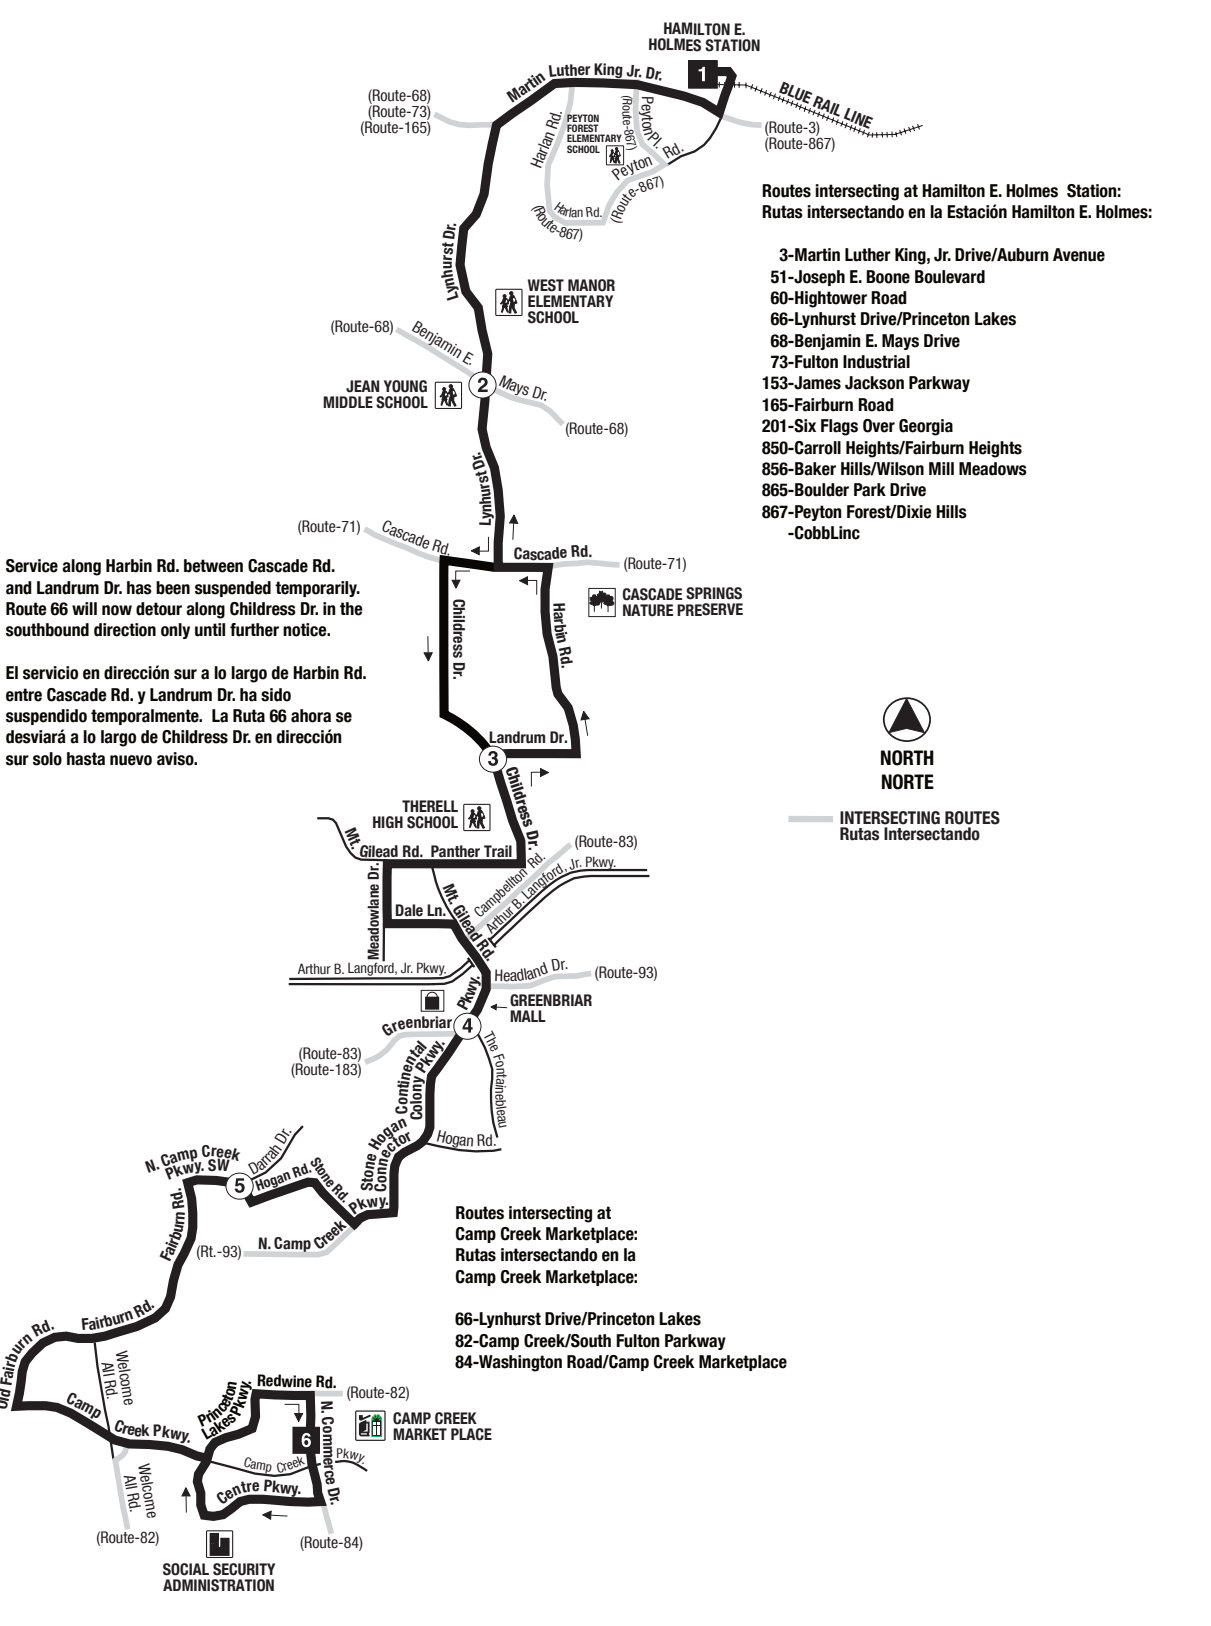 HAMILTON E.
HOLMES STATION
1
BLUE RAIL LINE
Martin Luther King Jr. Dr.
(Route-68)
(Route-73)
(Route-165)
(Route-3)
(Route-867)
Harlan Rd.
PEYTON
FOREST
ELEMENTARY
SCHOOL
(Route-867)
Peyton Pl.
Peyton Rd.
(Route-867)
Harlan Rd.
(Route-867)
Routes intersecting at Hamilton E. Holmes Station:
Rutas intersectando en la Estación Hamilton E. Holmes:
3-Martin Luther King, Jr. Drive/Auburn Avenue
51-Joseph E. Boone Boulevard
60-Hightower Road
66-Lynhurst Drive/Princeton Lakes
68-Benjamin E. Mays Drive
73-Fulton Industrial
153-James Jackson Parkway
165-Fairburn Road
201-Six Flags Over Georgia
850-Carroll Heights/Fairburn Heights
856-Baker Hills/Wilson Mill Meadows
865-Boulder Park Drive
867-Peyton Forest/Dixie Hills
-CobbLinc
Lynhurst Dr.
WEST MANOR
ELEMENTARY
SCHOOL
(Route-68)
Benjamin E.
Mays Dr.
2
JEAN YOUNG
MIDDLE SCHOOL
(Route-68)
Lynhurst Dr.
(Route-71)
Cascade Rd.
Cascade Rd.
(Route-71)
CASCADE SPRINGS
NATURE PRESERVE
Service along Harbin Rd. between Cascade Rd.
and Landrum Dr. has been suspended temporarily.
Route 66 will now detour along Childress Dr. in the
southbound direction only until further notice.
El servicio en dirección sur a lo largo de Harbin Rd.
entre Cascade Rd. y Landrum Dr. ha sido
suspendido temporalmente. La Ruta 66 ahora se
desviará a lo largo de Childress Dr. en dirección
sur solo hasta nuevo aviso.
Childress Dr.
Harbin Rd.
Landrum Dr.
3
Childress Dr.
NORTH
NORTE
INTERSECTING ROUTES
Rutas Intersectando
THERELL
HIGH SCHOOL
Mt.
Gilead Rd.
Panther Trail
(Route-83)
Campbellton Rd.
Arthur B. Langford, Jr. Pkwy.
Meadowlane Dr.
Dale Ln.
Mt. Gilead Rd.
Arthur B. Langford, Jr. Pkwy.
Headland Dr.
(Route-93)
GREENBRIAR
MALL
Greenbriar
Pkwy.
4
(Route-83)
(Route-183)
Continental
Colony Pkwy.
The Fontainebleau
Hogan Rd.
Stone Hogan
Connector
N. Camp Creek
Pkwy. SW
Darrah Dr.
5
Hogan Rd.
Stone Rd.
N. Camp Creek
Pkwy.
(Rt.-93)
Fairburn Rd.
Routes intersecting at
Camp Creek Marketplace:
Rutas intersectando en la
Camp Creek Marketplace:
66-Lynhurst Drive/Princeton Lakes
82-Camp Creek/South Fulton Parkway
84-Washington Road/Camp Creek Marketplace
Fairburn Rd.
Old Fairburn Rd.
Welcome
All Rd.
Camp
Creek Pkwy.
Princeton
Lakes Pkwy.
Redwine Rd.
(Route-82)
CAMP CREEK
MARKET PLACE
6
N. Commerce Dr.
Camp Creek
Pkwy.
Centre Pkwy.
Welcome
All Rd.
(Route-82)
(Route-84)
SOCIAL SECURITY
ADMINISTRATION